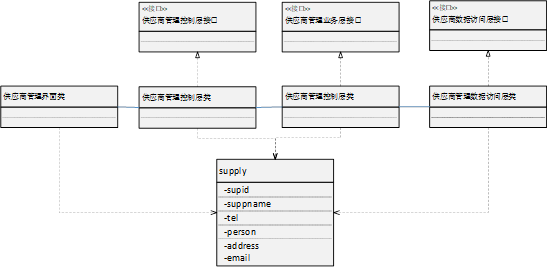 <<接口>>
供应商管理控制层接口
<<接口>>
供应商管理业务层接口
<<接口>>
供应商数据访问层接口
供应商管理界面类
供应商管理控制层类
供应商管理控制层类
供应商管理数据访问层类
supply
-supid
-suppname
-tel
-person
-address
-email